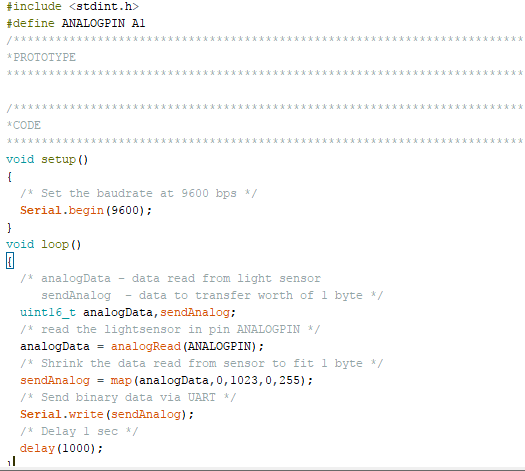 #include <stdint.h>
#define ANALOGPIN A1
/*************************************************************************
*PROTOTYPE
**************************************************************************
/*************************************************************************
*CODE
**************************************************************************
void setup()
{
  /* Set the baudrate at 9600 bps */
  Serial.begin(9600);
}
void loop()
{
  /* analogData - data read from light sensor
     sendAnalog  - data to transfer worth of 1 byte */
  uint16_t analogData,sendAnalog;
  /* read the lightsensor in pin ANALOGPIN */
  analogData = analogRead(ANALOGPIN);
  /* Shrink the data read from sensor to fit 1 byte */
  sendAnalog = map(analogData,0,1023,0,255);
  /* Send binary data via UART */
  Serial.write(sendAnalog);
  /* Delay 1 sec */
  delay(1000);
}